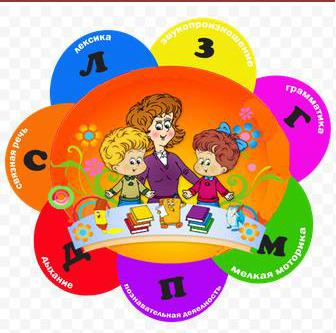 лексика
Л
звукопроизношение
З
грамматика
Г
мелкая моторика
М
познавательная деятельность
П
дыхание
Д
связная речь
С